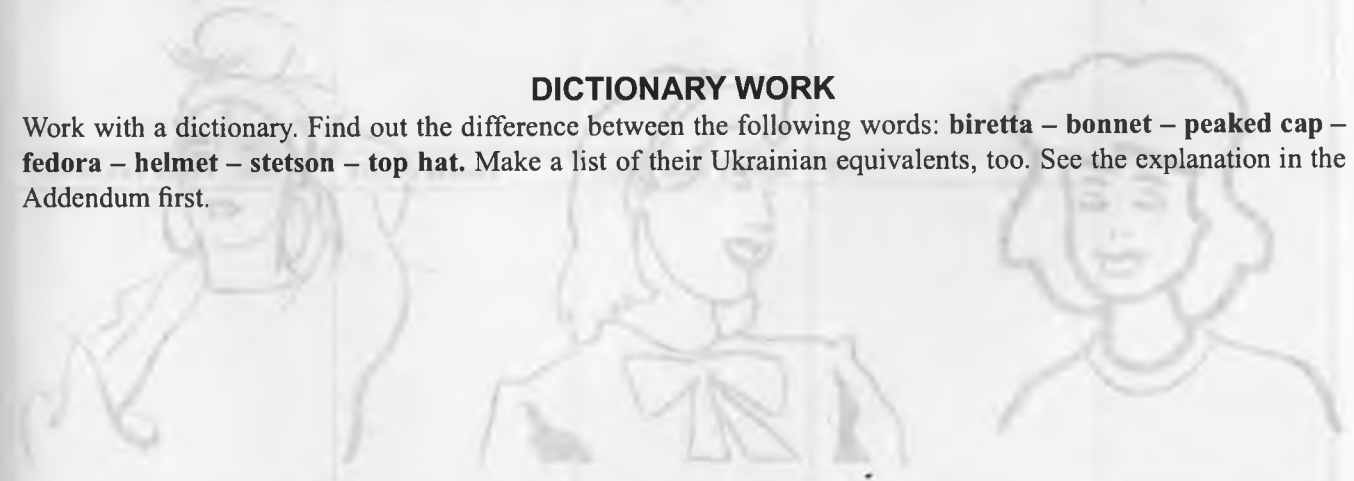 DICTIONARY WORK
Work with a dictionary. Find out the difference between the following words: biretta – bonnet – peaked cap –
fedora – helmet – stetson – top hat. Make a list of their Ukrainian equivalents, too. See the explanation in the
Addendum first.